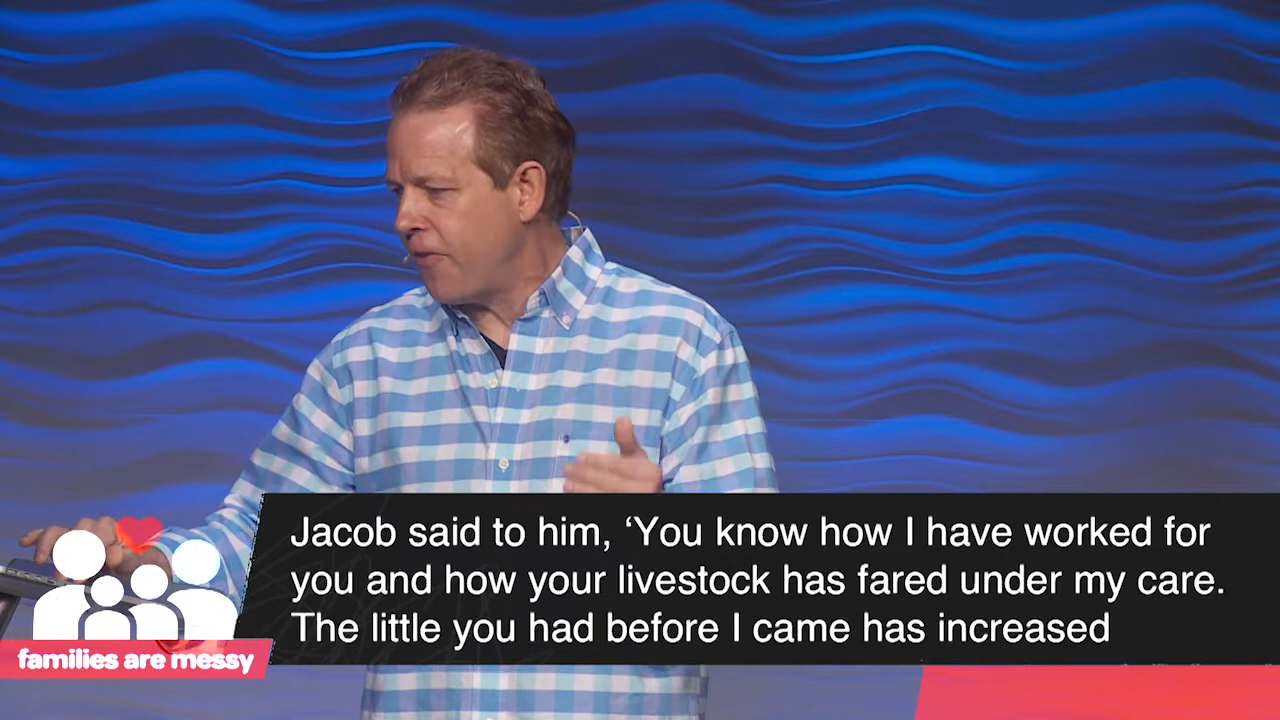 Jacob said to him, ‘You know how I have worked for
you and how your livestock has fared under my care.
The little you had before I came has increased
families are messy